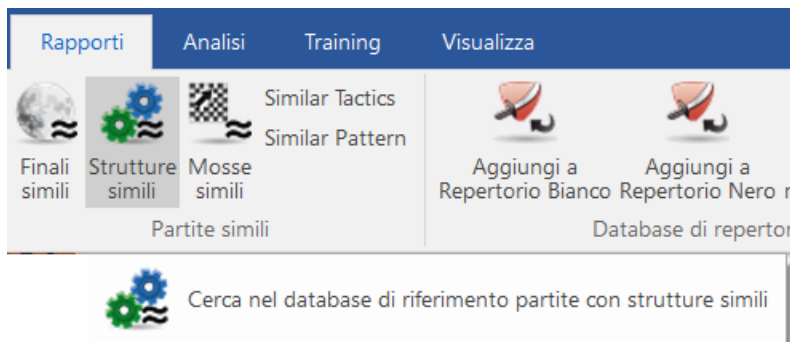 Rapporti Analisi Training Visualizza
Similar Tactics
Similar Pattern
Finali Strutture Mosse Aggiungi a Aggiungi a
simili simili simili Repertorio Bianco Repertorio Nero
Partite simili Database di repertor
Cerca nel database di riferimento partite con strutture simili